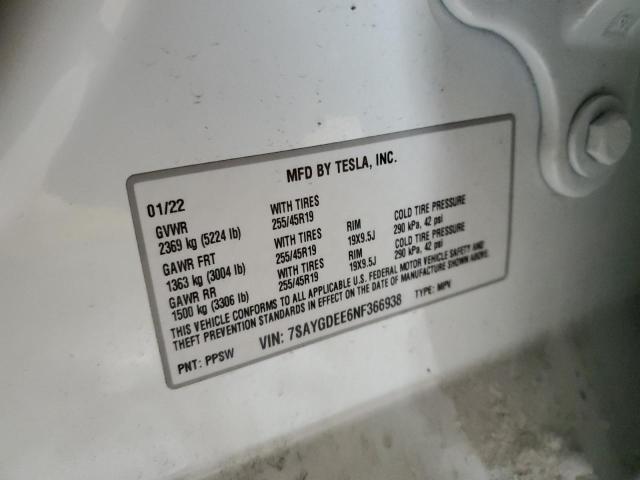 MFD BY TESLA, INC.
01/22
GVWR WITH TIRES
2369 kg (5224 lb) 255/45R19
GAWR FRT WITH TIRES RIM COLD TIRE PRESSURE
1363 kg (3004 lb) 255/45R19 19X9.5J 290 kPa, 42 psi
GAWR RR WITH TIRES RIM COLD TIRE PRESSURE
1500 kg (3306 lb) 255/45R19 19X9.5J 290 kPa, 42 psi
THIS VEHICLE CONFORMS TO ALL APPLICABLE U.S. FEDERAL MOTOR VEHICLE SAFETY AND
THEFT PREVENTION STANDARDS IN EFFECT ON THE DATE OF MANUFACTURE SHOWN ABOVE.
PNT: PPSW VIN: 7SAYGDEE6NF366938 TYPE: MPV